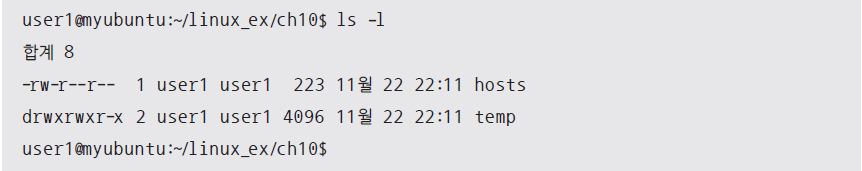 user1@myubuntu:~/linux_ex/ch10$ ls -l
합계 8
-rw-r--r--  1 user1 user1  223 11월 22 22:11 hosts
drwxrwxr-x 2 user1 user1 4096 11월 22 22:11 temp
user1@myubuntu:~/linux_ex/ch10$